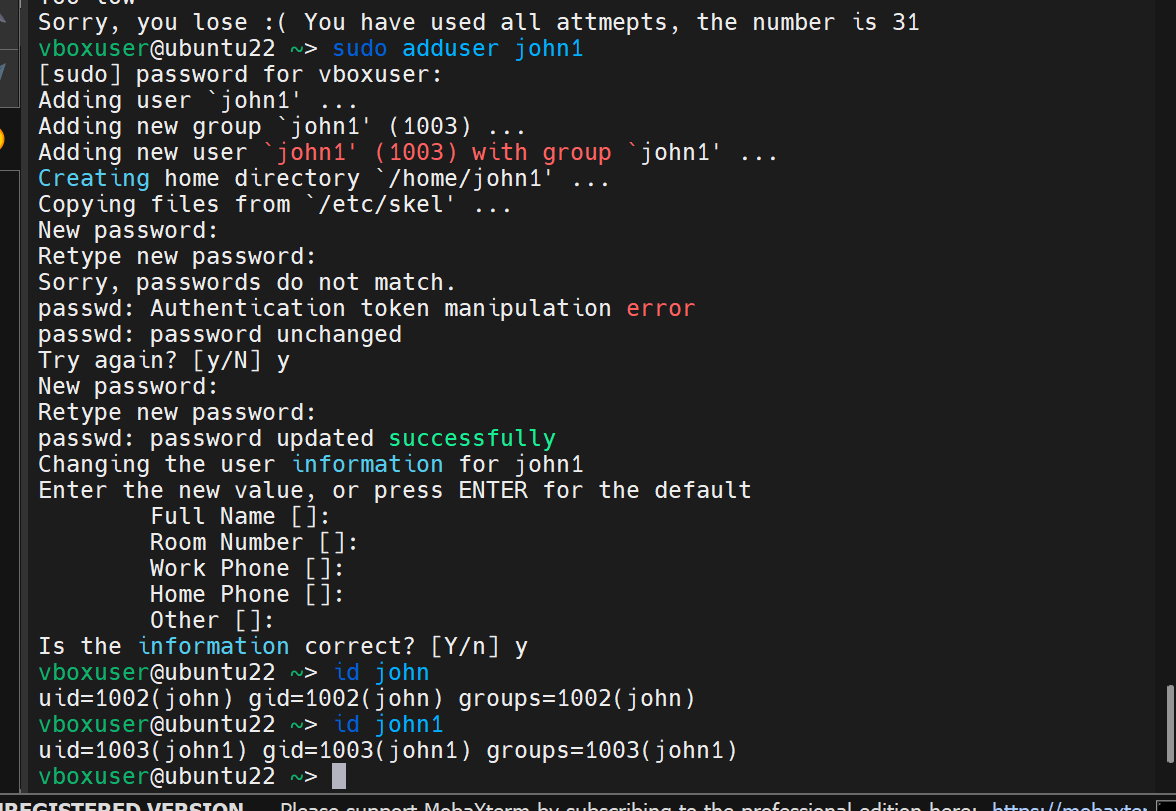 Sorry, you lose :( You have used all attmepts, the number is 31
vboxuser@ubuntu22 ~> sudo adduser john1
[sudo] password for vboxuser:
Adding user `john1' ...
Adding new group `john1' (1003) ...
Adding new user `john1' (1003) with group `john1' ...
Creating home directory `/home/john1' ...
Copying files from `/etc/skel' ...
New password:
Retype new password:
Sorry, passwords do not match.
passwd: Authentication token manipulation error
passwd: password unchanged
Try again? [y/N] y
New password:
Retype new password:
passwd: password updated successfully
Changing the user information for john1
Enter the new value, or press ENTER for the default
        Full Name []:
        Room Number []:
        Work Phone []:
        Home Phone []:
        Other []:
Is the information correct? [Y/n] y
vboxuser@ubuntu22 ~> id john
uid=1002(john) gid=1002(john) groups=1002(john)
vboxuser@ubuntu22 ~> id john1
uid=1003(john1) gid=1003(john1) groups=1003(john1)
vboxuser@ubuntu22 ~>
REGISTERED VERSION - Please support MobaXterm by subscribing to the professional edition here: